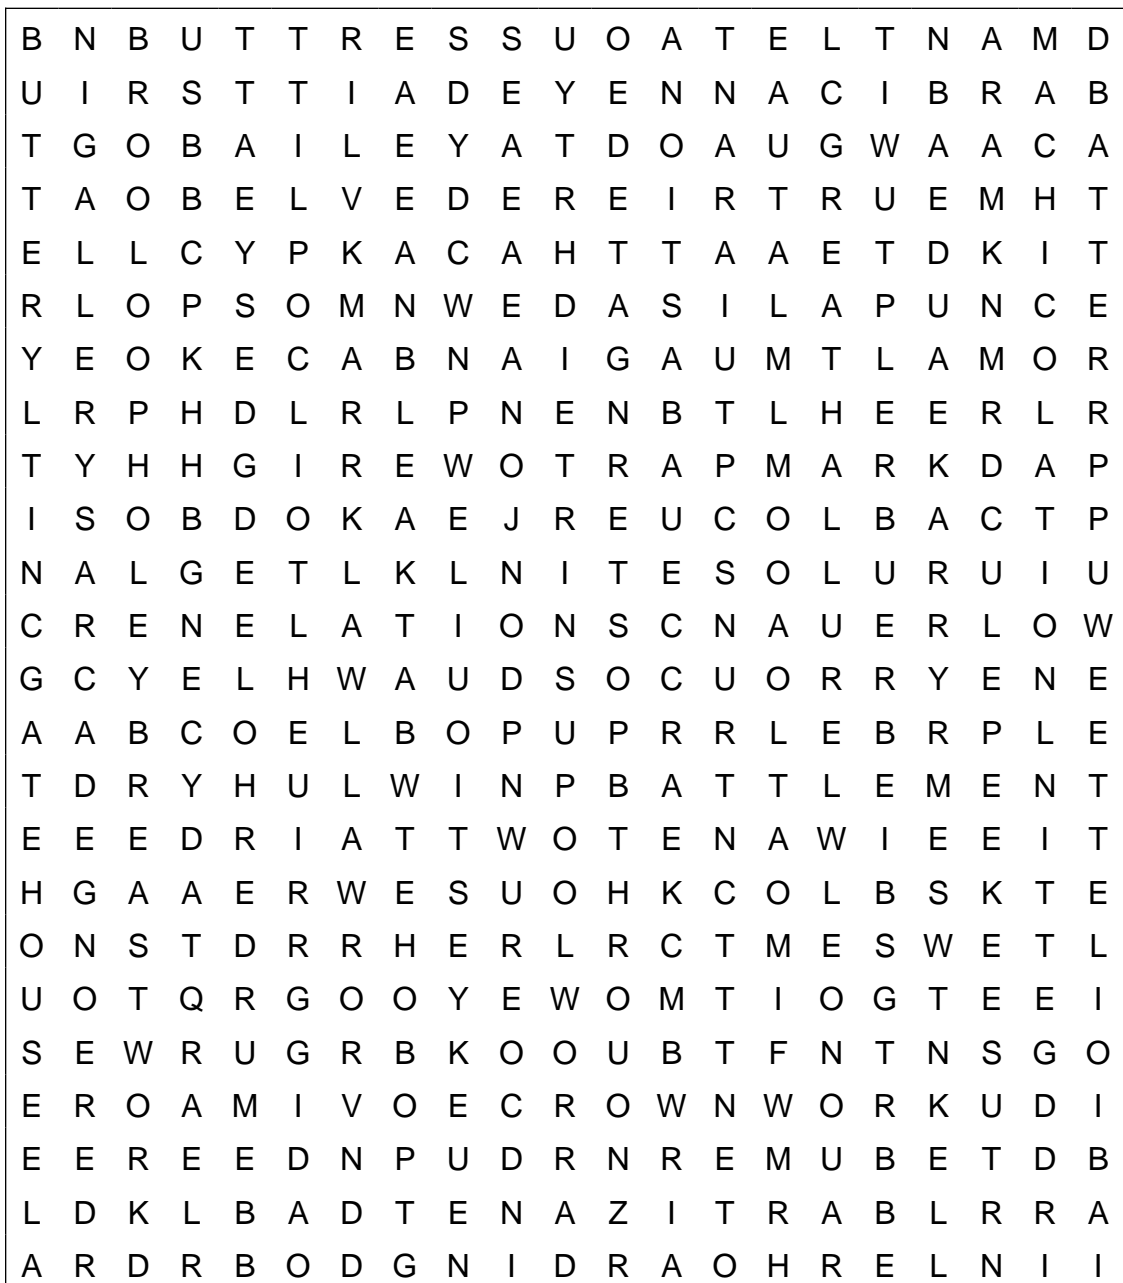 B N B U T T R E S S U O A T E L T N A M D
U I R S T T I A D E Y E N N A C I B R A B
T G O B A I L E Y A T D O A U G W A A C A
T A O B E L V E D E R E I R T R U E M H T
E L L C Y P K A C A H T T A A E T D K I T
R L O P S O M N W E D A S I L A P U N C E
Y E O K E C A B N A I G A U M T L A M O R
L R P H D L R L P N E N B T L H E E R L R
T Y H H G I R E W O T R A P M A R K D A P
I S O B D O K A E J R E U C O L B A C T P
N A L G E T L K L N I T E S O L U R U I U
C R E N E L A T I O N S C N A U E R L O W
G C Y E L H W A U D S O C U O R R Y E N E
A A B C O E L B O P U P R R L E B R P L E
T D R Y H U L W I N P B A T T L E M E N T
E E E D R I A T T W O T E N A W I E E I T
H G A A E R W E S U O H K C O L B S K T E
O N S T D R R H E R L R C T M E S W E T L
U O T Q R G O O Y E W O M T I O G T E E I
S E W R U G R B K O O U B T F N T N S G O
E R O A M I V O E C R O W N W O R K U D I
E E R E E D N P U D R N R E M U B E T D B
L D K L B A D T E N A Z I T R A B L R R A
A R D R B O D G N I D R A O H R E L N I I